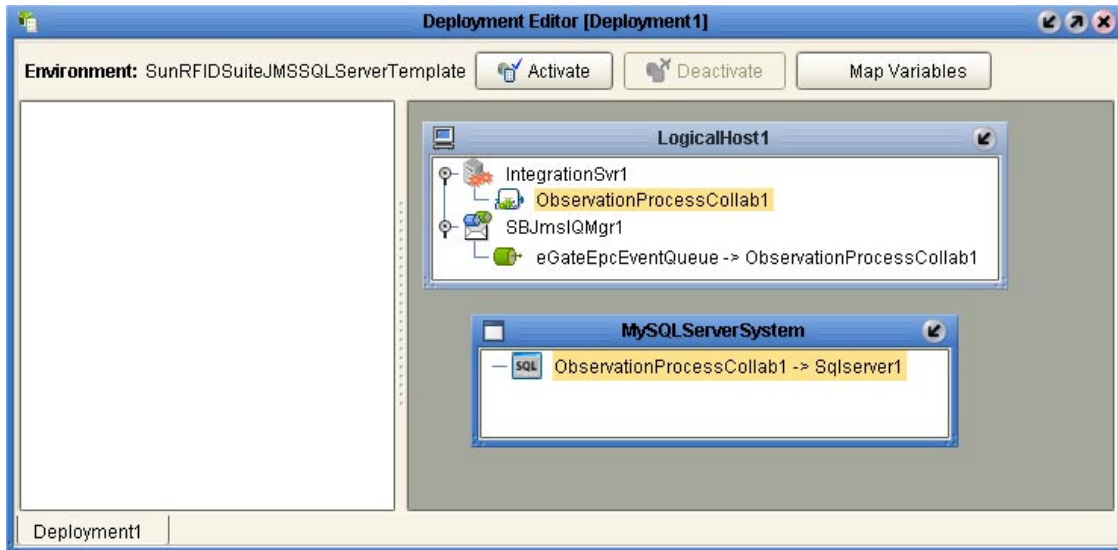 Deployment Editor [Deployment1]
Environment: SunRFIDSuiteJMSSQLServerTemplate Activate Deactivate Map Variables
LogicalHost1
IntegrationSvr1
ObservationProcessCollab1
SBJmsIQMgr1
eGateEpcEventQueue -> ObservationProcessCollab1
MySQLServerSystem
SQL ObservationProcessCollab1 -> Sqlserver1
Deployment1